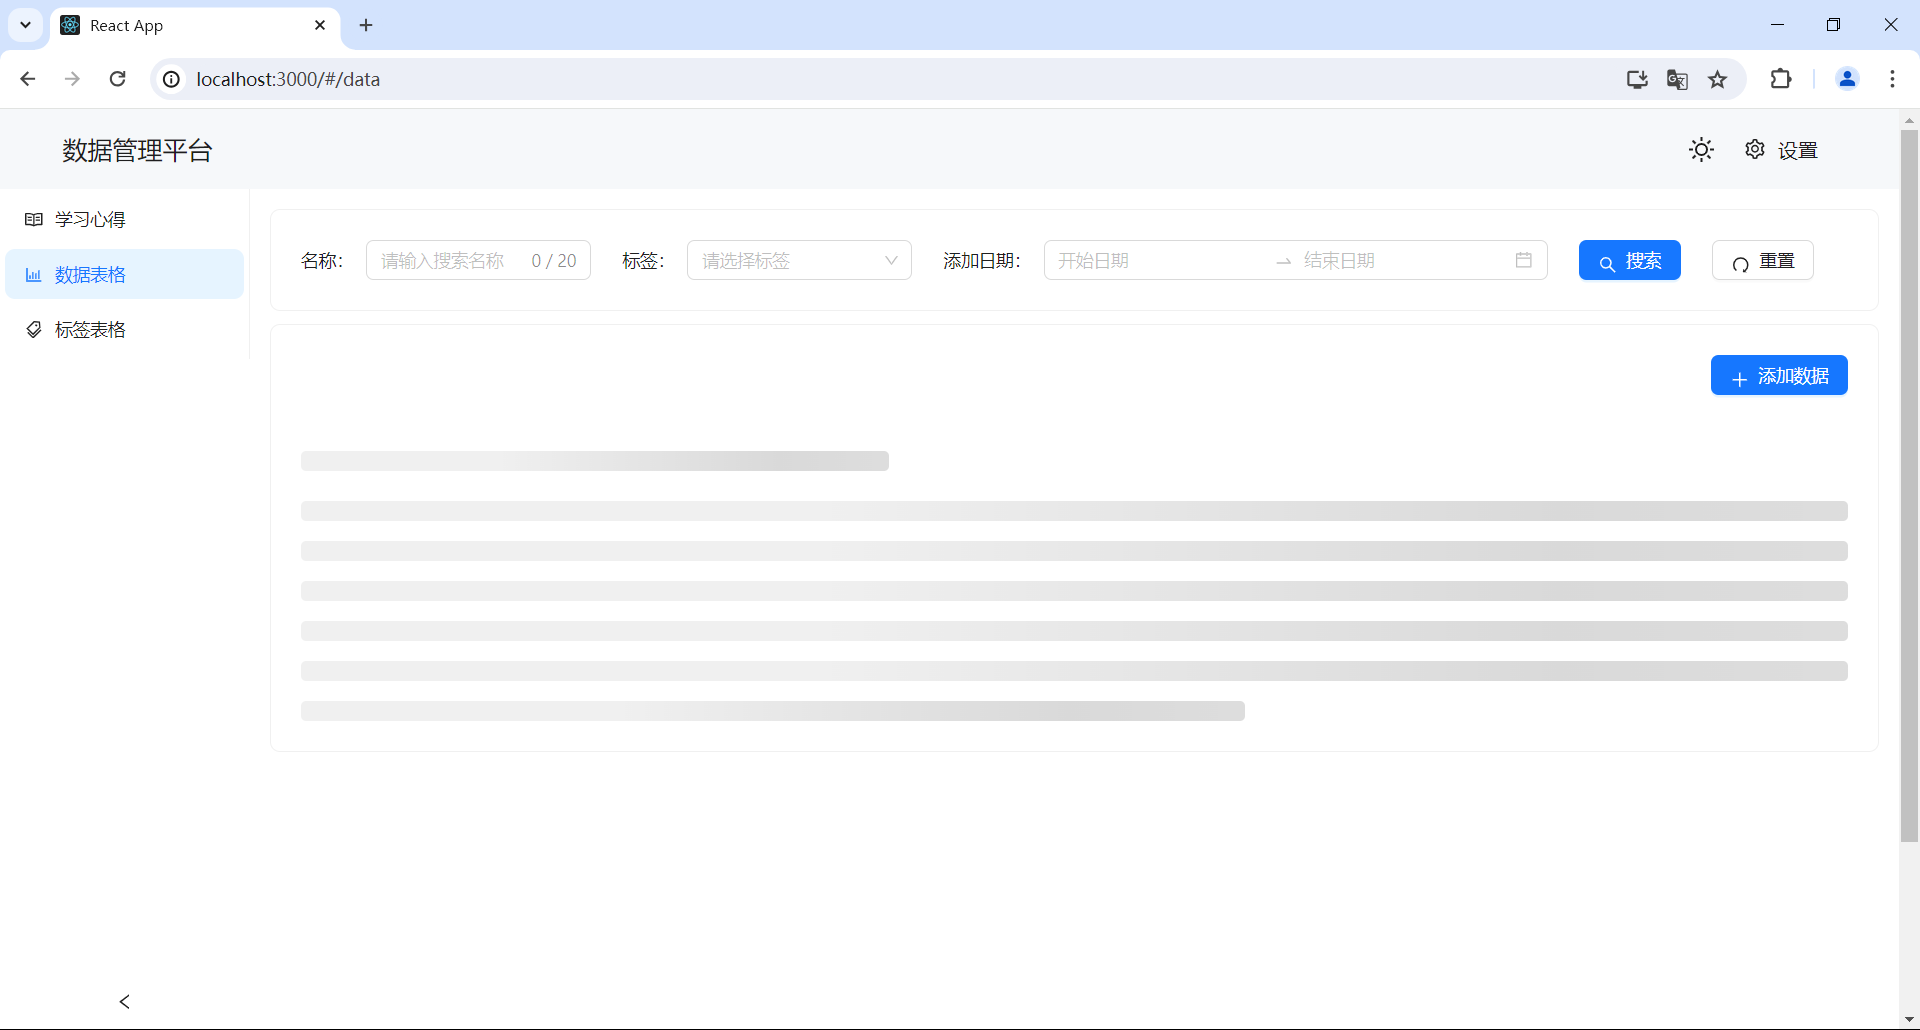 React App
localhost:3000/#/data
数据管理平台
设置
学习心得
数据表格
标签表格
名称: 请输入搜索名称 0 / 20 标签: 请选择标签 添加日期: 开始日期 结束日期 搜索 重置
添加数据